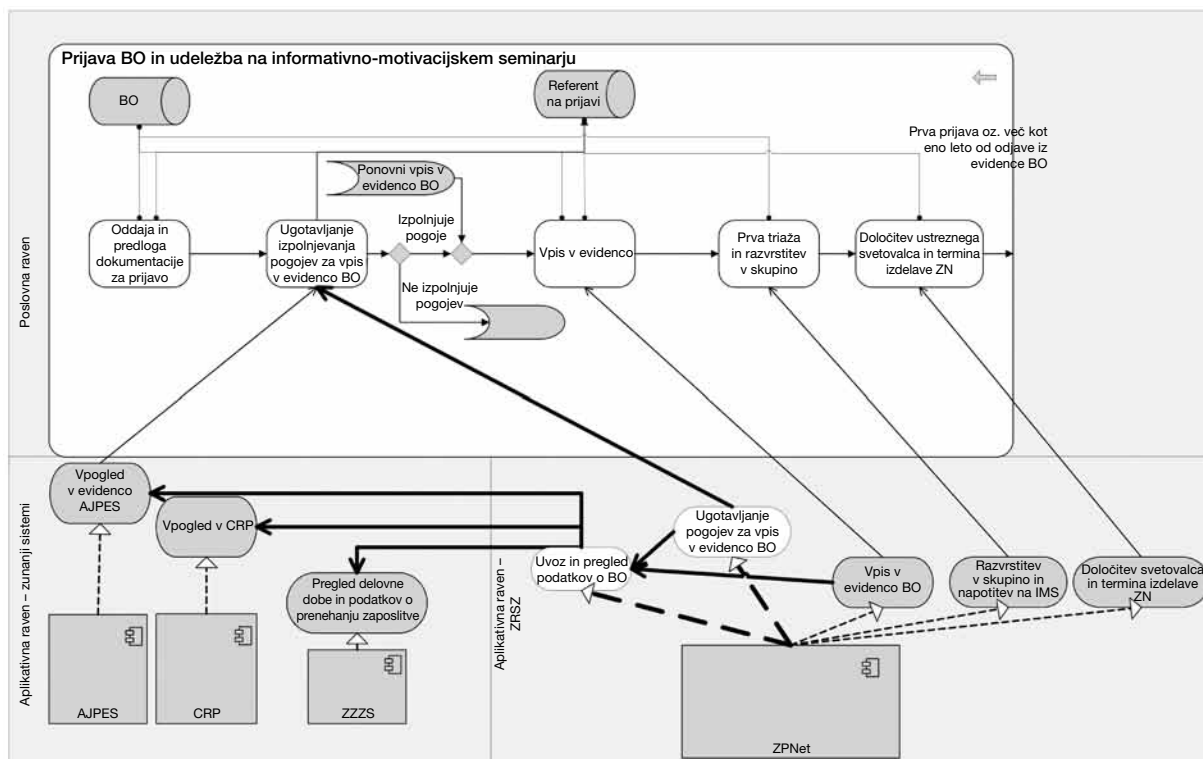 Prijava BO in udeležba na informativno-motivacijskem seminarju
BO
Referent
na prijavi
Prva prijava oz. več kot
eno leto od odjave iz
evidence BO
Ponovni vpis v
evidenco BO
Oddaja in
predloga
dokumentacije
za prijavo
Ugotavljanje
izpolnjevanja
pogojev za vpis
v evidenco BO
Izpolnjuje
pogoje
Ne izpolnjuje
pogojev
Vpis v evidenco
Prva triaža
in razvrstitev
v skupino
Določitev ustreznega
svetovalca in termina
izdelave ZN
Poslovna raven
Aplikativna raven – zunanji sistemi
Vpogled
v evidenco
AJPES
Vpogled v CRP
Pregled delovne
dobe in podatkov o
prenehanju zaposlitve
AJPES
CRP
ZZZS
Aplikativna raven –
ZRSZ
Uvoz in pregled
podatkov o BO
Ugotavljanje
pogojev za vpis
v evidenco BO
Vpis v
evidenco BO
Razvrstitev
v skupino in
napotitev na IMS
Določitev svetovalca
in termina izdelave
ZN
ZPNet